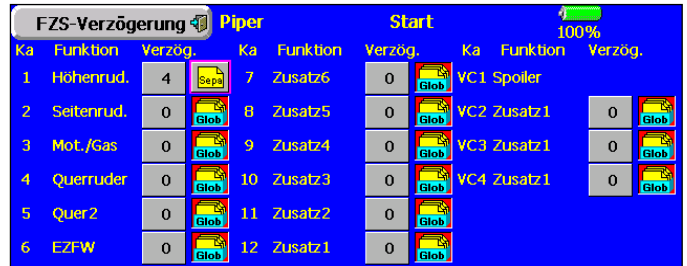 FZS-Verzögerung Piper Start 100%
Ka Funktion Verzög. Ka Funktion Verzög. Ka Funktion Verzög.
1 Höhenrud. 4 Sepa 7 Zusatz6 0 Glob VC1 Spoiler
2 Seitenrud. 0 Glob 8 Zusatz5 0 Glob VC2 Zusatz1 0 Glob
3 Mot./Gas 0 Glob 9 Zusatz4 0 Glob VC3 Zusatz1 0 Glob
4 Querruder 0 Glob 10 Zusatz3 0 Glob VC4 Zusatz1 0 Glob
5 Quer2 0 Glob 11 Zusatz2 0 Glob
6 EZFW 0 Glob 12 Zusatz1 0 Glob